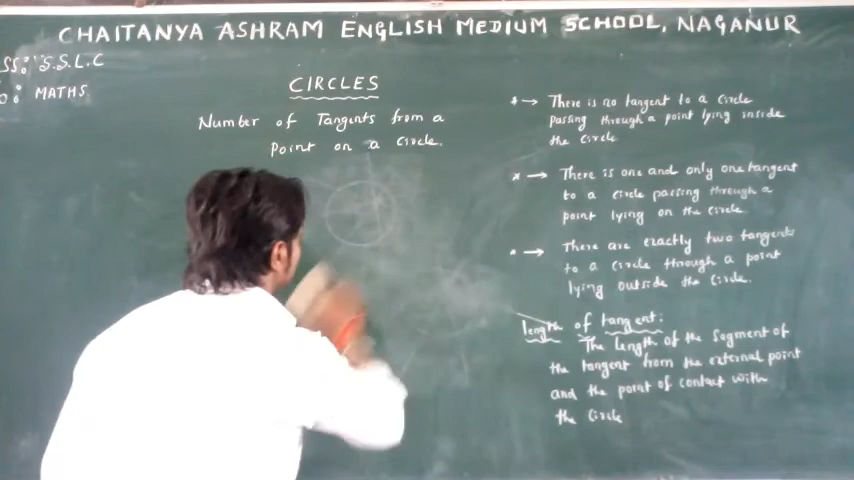 CHAITANYA ASHRAM ENGLISH MEDIUM SCHOOL, NAGANUR
SS: S.S.L.C
: MATHS
CIRCLES
Number of Tangents from a
Point on a Circle.
* → There is no tangent to a circle
passing through a point lying inside
the Circle
* → There is one and only one tangent
to a circle passing through a
point lying on the Circle
* → There are exactly two tangents
to a circle through a point
lying outside the Circle.
length of tangent:
The length of the segment of
the tangent from the external point
and the point of contact with
the Circle